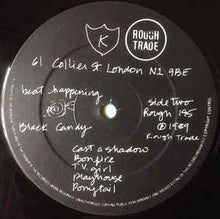 K
ROUGH
TRADE
61 Collier St. London N1 9BE
beat happening
side two
Rough 145
Black Candy
© 1989
Rough Trade
Cast a shadow
Bonfire
T.V. girl
playhouse
Ponytail